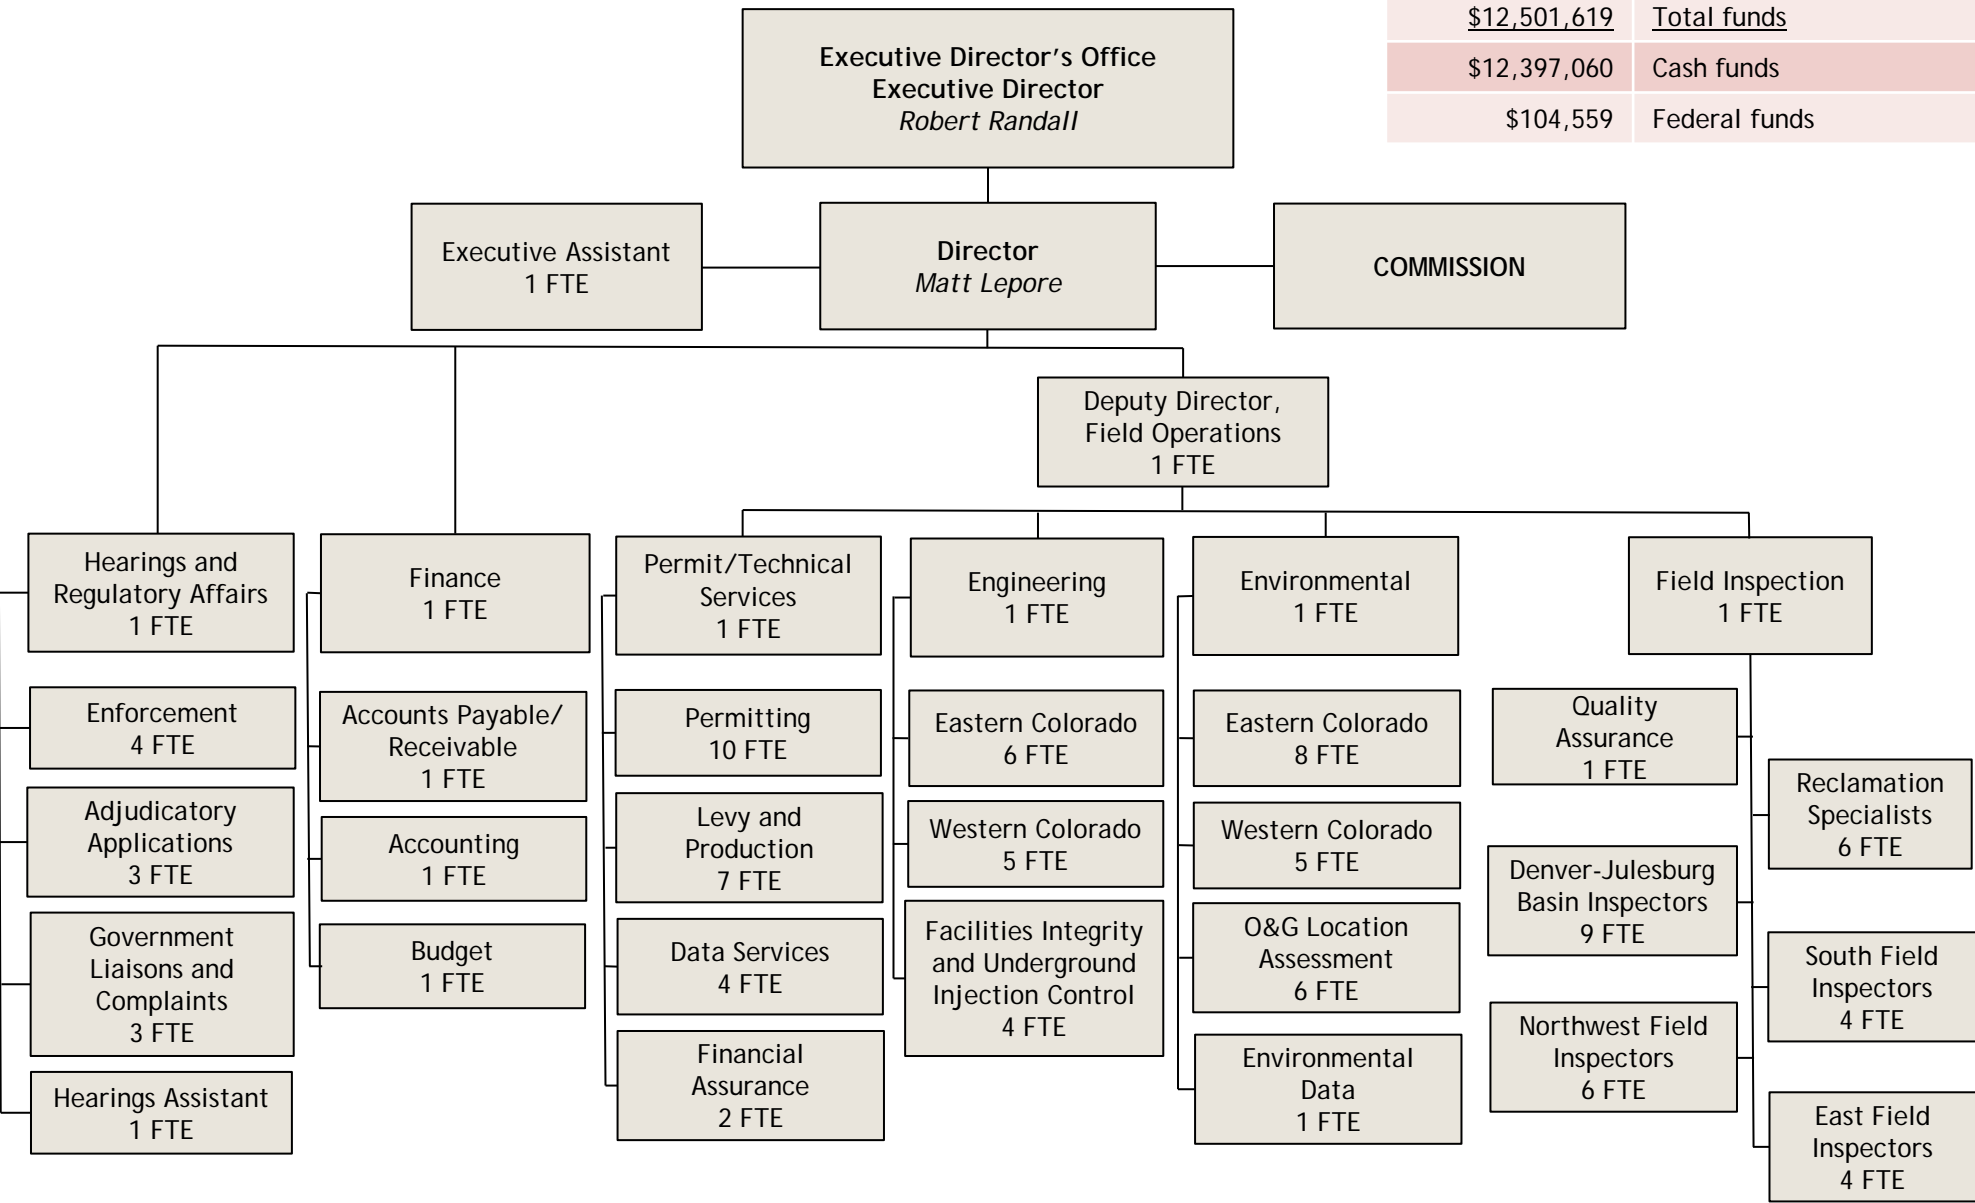 $12,501,619 Total funds
$12,397,060 Cash funds
$104,559 Federal funds
Executive Director’s Office
Executive Director
Robert Randall
Executive Assistant
1 FTE
Director
Matt Lepore
COMMISSION
Deputy Director,
Field Operations
1 FTE
Hearings and
Regulatory Affairs
1 FTE
Enforcement
4 FTE
Adjudicatory
Applications
3 FTE
Government
Liaisons and
Complaints
3 FTE
Hearings Assistant
1 FTE
Finance
1 FTE
Accounts Payable/
Receivable
1 FTE
Accounting
1 FTE
Budget
1 FTE
Permit/Technical
Services
1 FTE
Permitting
10 FTE
Levy and
Production
7 FTE
Data Services
4 FTE
Financial
Assurance
2 FTE
Engineering
1 FTE
Eastern Colorado
6 FTE
Western Colorado
5 FTE
Facilities Integrity
and Underground
Injection Control
4 FTE
Environmental
1 FTE
Eastern Colorado
8 FTE
Western Colorado
5 FTE
O&G Location
Assessment
6 FTE
Environmental
Data
1 FTE
Field Inspection
1 FTE
Quality
Assurance
1 FTE
Reclamation
Specialists
6 FTE
Denver-Julesburg
Basin Inspectors
9 FTE
South Field
Inspectors
4 FTE
Northwest Field
Inspectors
6 FTE
East Field
Inspectors
4 FTE